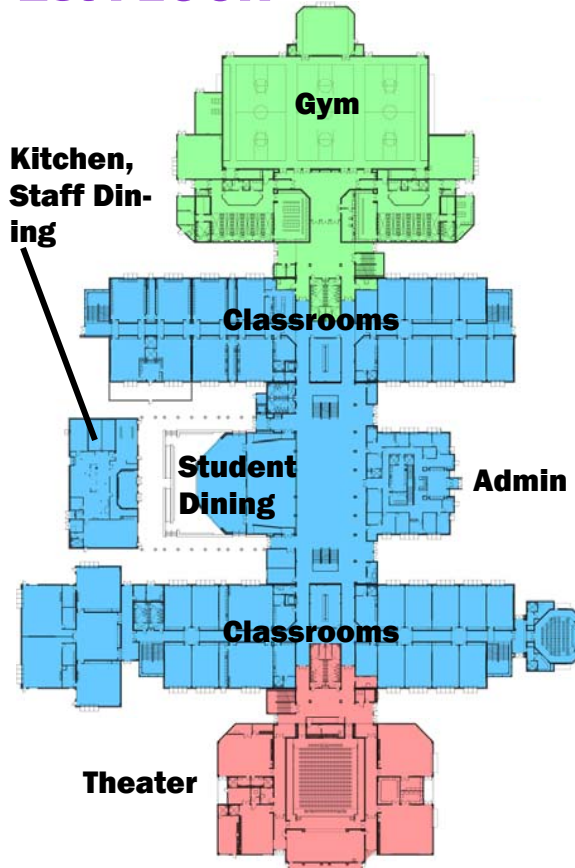 Gym
Kitchen,
Staff Din-
ing
Classrooms
Student
Dining
Admin
Classrooms
Theater